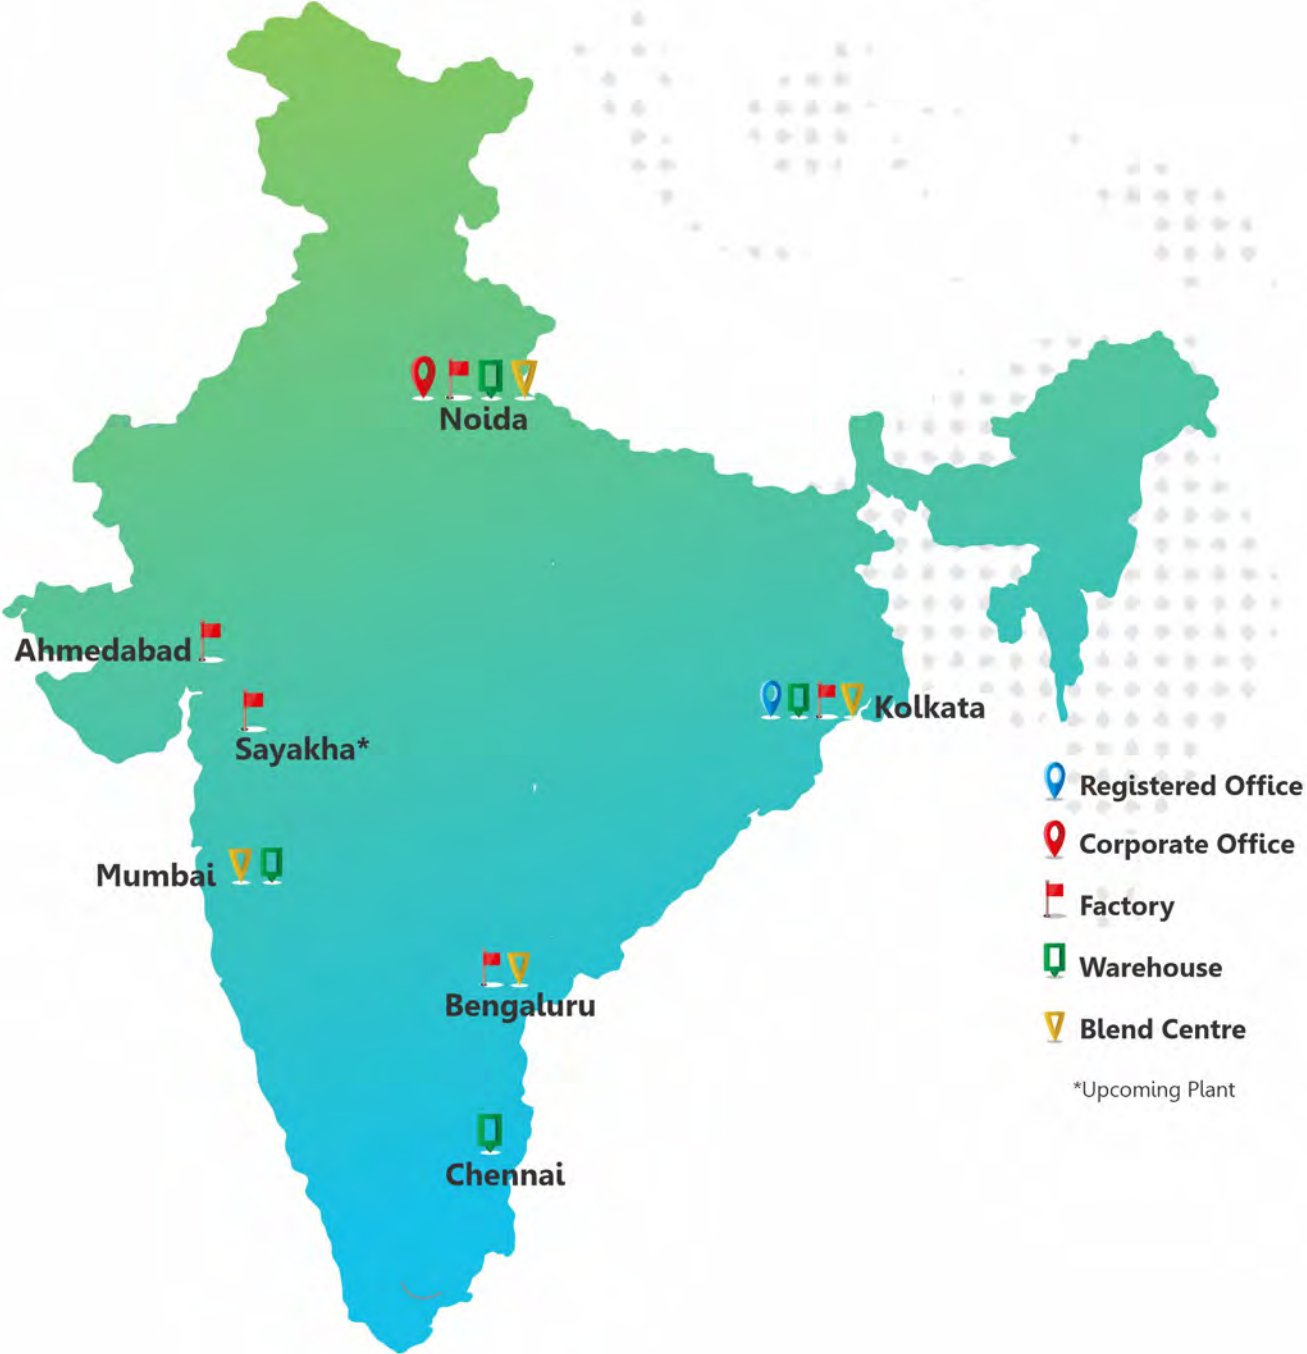 Noida
Ahmedabad
Sayakha*
Kolkata
Mumbai
Bengaluru
Chennai
Registered Office
Corporate Office
Factory
Warehouse
Blend Centre
*Upcoming Plant